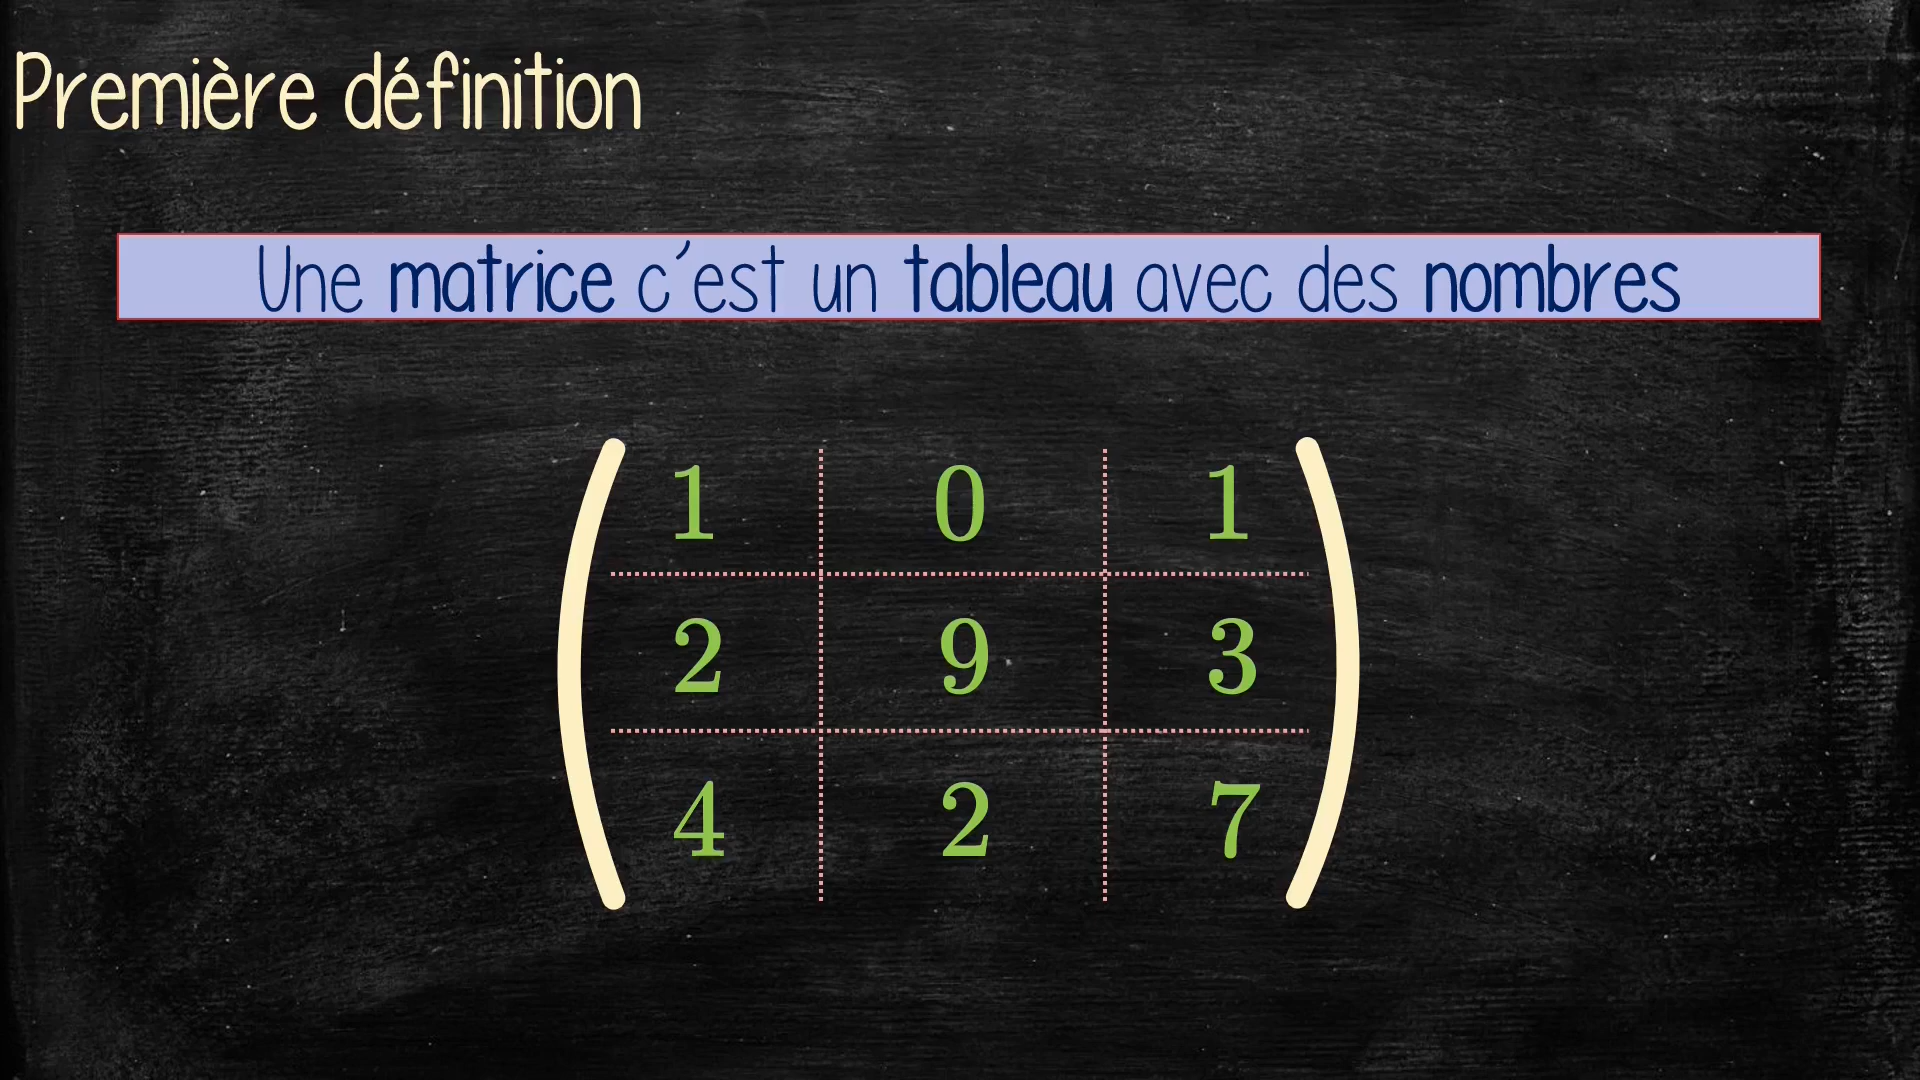 Première définition
Une matrice c'est un tableau avec des nombres
1 0 1
2 9 3
4 2 7